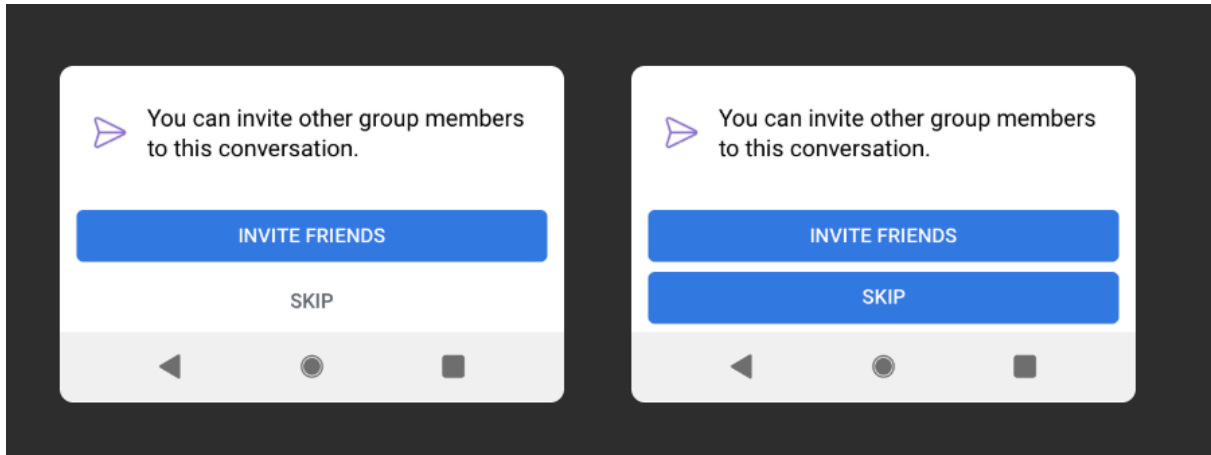 You can invite other group members
to this conversation.
INVITE FRIENDS
SKIP
You can invite other group members
to this conversation.
INVITE FRIENDS
SKIP